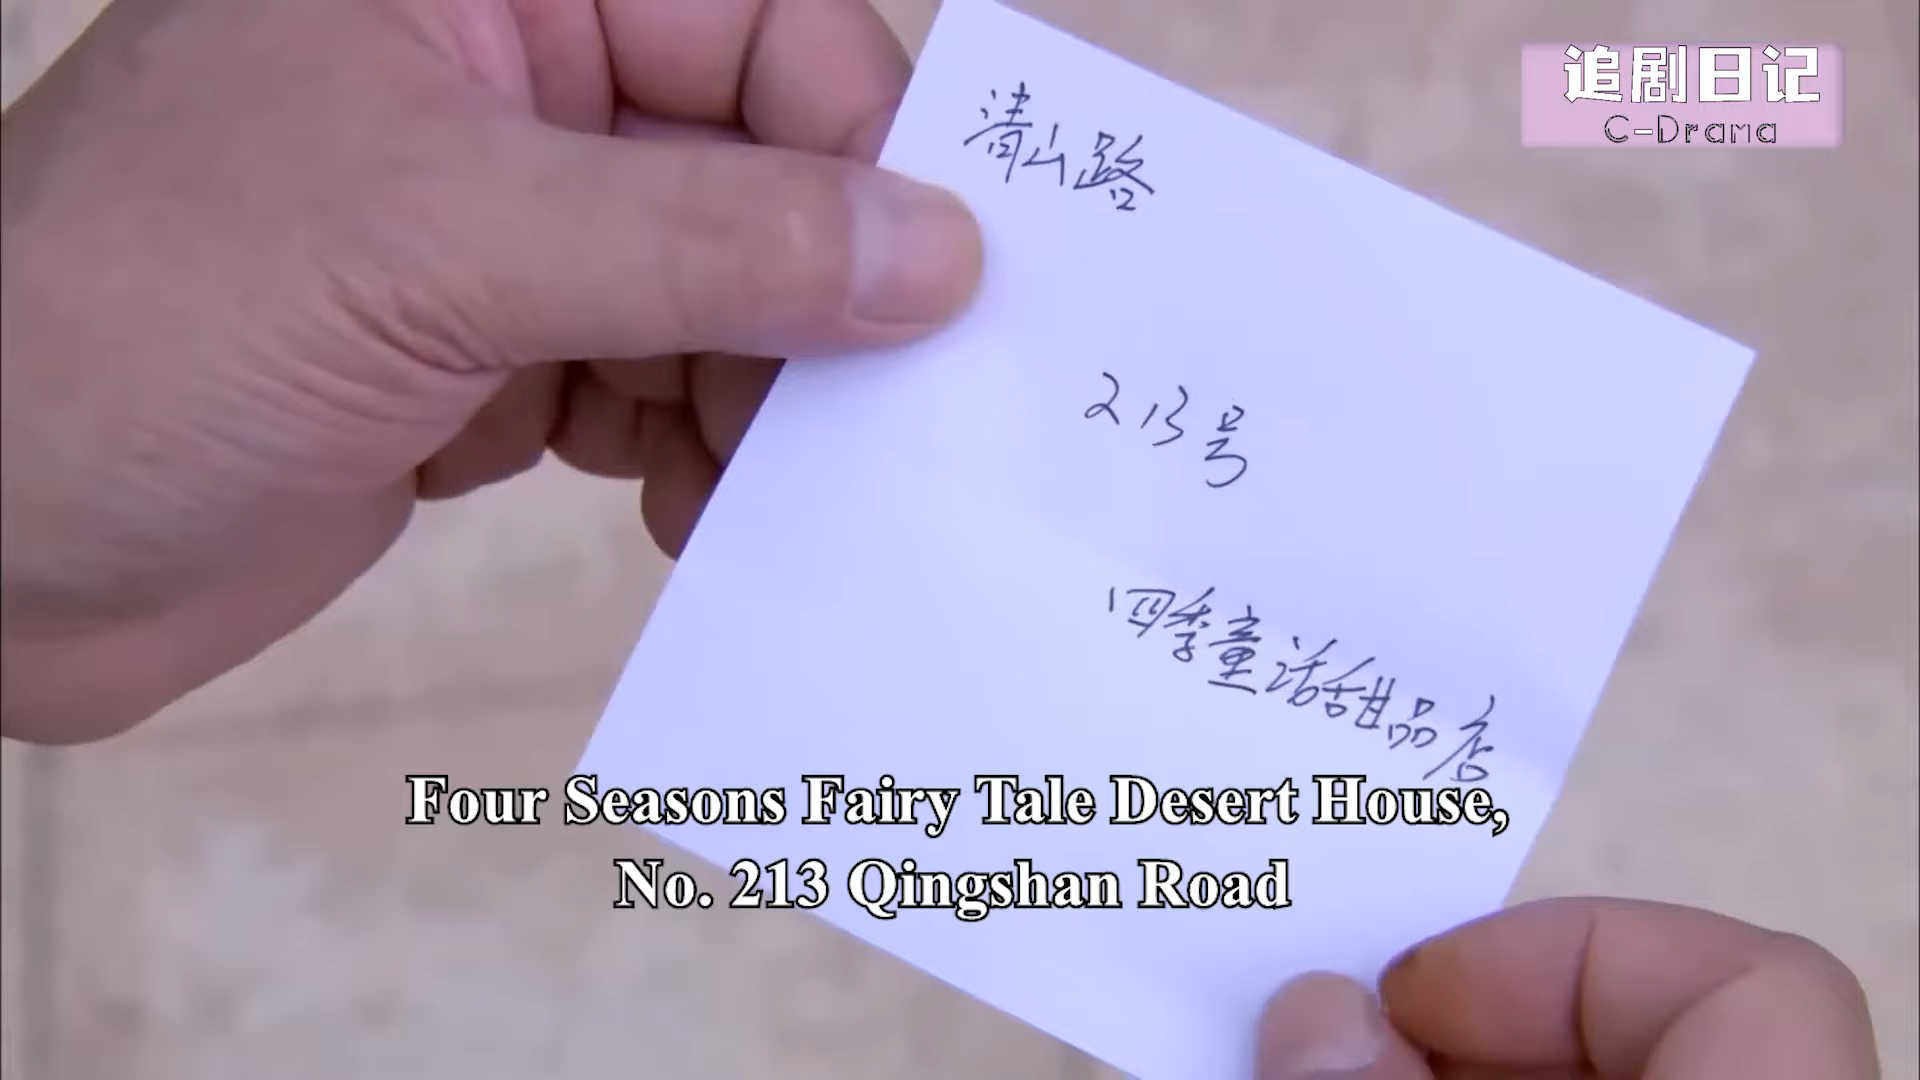 追剧日记
C-Drama
清山路
213号
四季童话甜品店
Four Seasons Fairy Tale Desert House,
No. 213 Qingshan Road